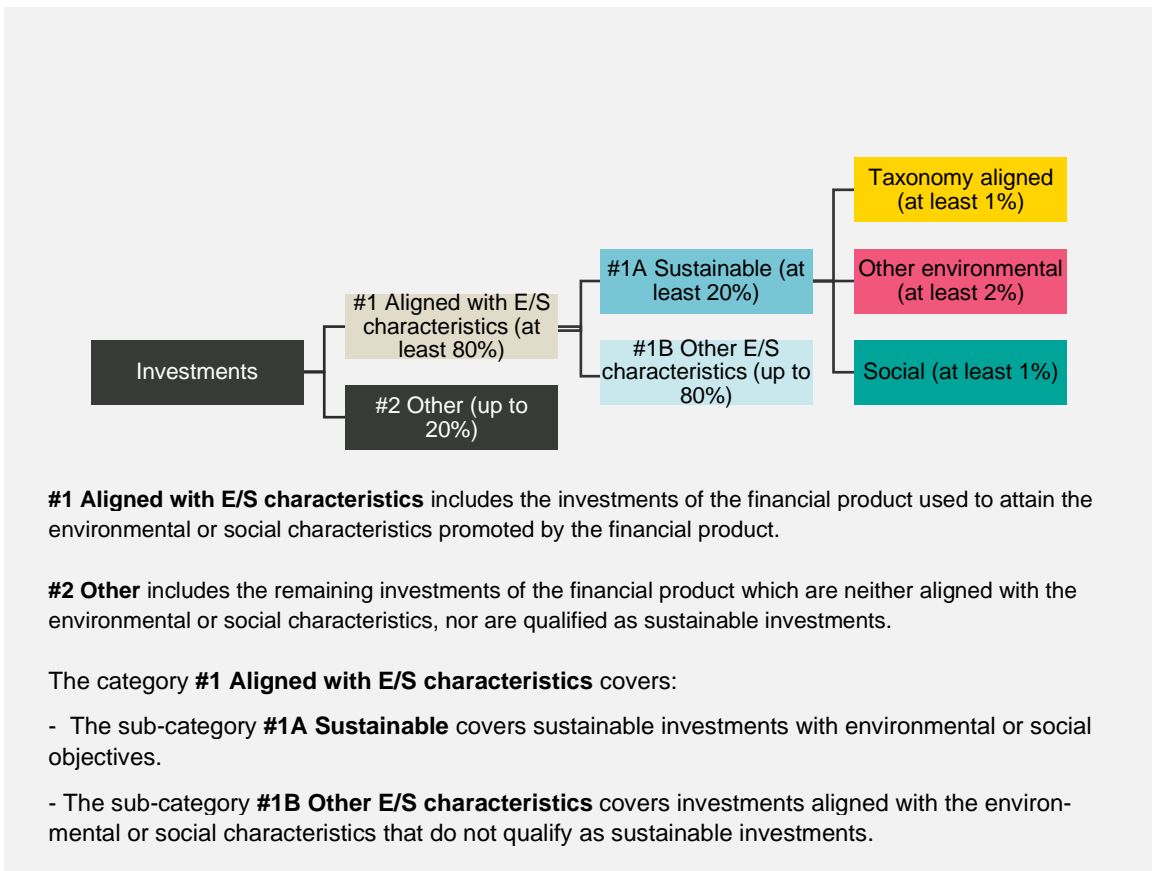 Taxonomy aligned
(at least 1%)
#1A Sustainable (at
least 20%)
Other environmental
(at least 2%)
#1 Aligned with E/S
characteristics (at
least 80%)
#1B Other E/S
characteristics (up to
80%)
Investments
Social (at least 1%)
#2 Other (up to
20%)
#1 Aligned with E/S characteristics includes the investments of the financial product used to attain the
environmental or social characteristics promoted by the financial product.
#2 Other includes the remaining investments of the financial product which are neither aligned with the
environmental or social characteristics, nor are qualified as sustainable investments.
The category #1 Aligned with E/S characteristics covers:
- The sub-category #1A Sustainable covers sustainable investments with environmental or social
objectives.
- The sub-category #1B Other E/S characteristics covers investments aligned with the environ-
mental or social characteristics that do not qualify as sustainable investments.